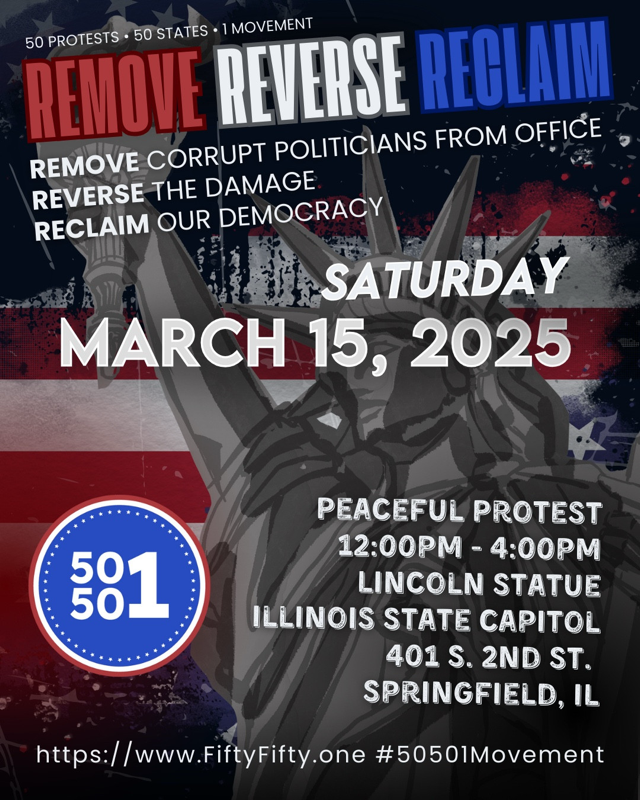 50 PROTESTS • 50 STATES • 1 MOVEMENT
REMOVE REVERSE RECLAIM
REMOVE CORRUPT POLITICIANS FROM OFFICE
REVERSE THE DAMAGE
RECLAIM OUR DEMOCRACY
SATURDAY
MARCH 15, 2025
PEACEFUL PROTEST
12:00PM - 4:00PM
LINCOLN STATUE
ILLINOIS STATE CAPITOL
401 S. 2ND ST.
SPRINGFIELD, IL
50
501
https://www.FiftyFifty.one #50501Movement